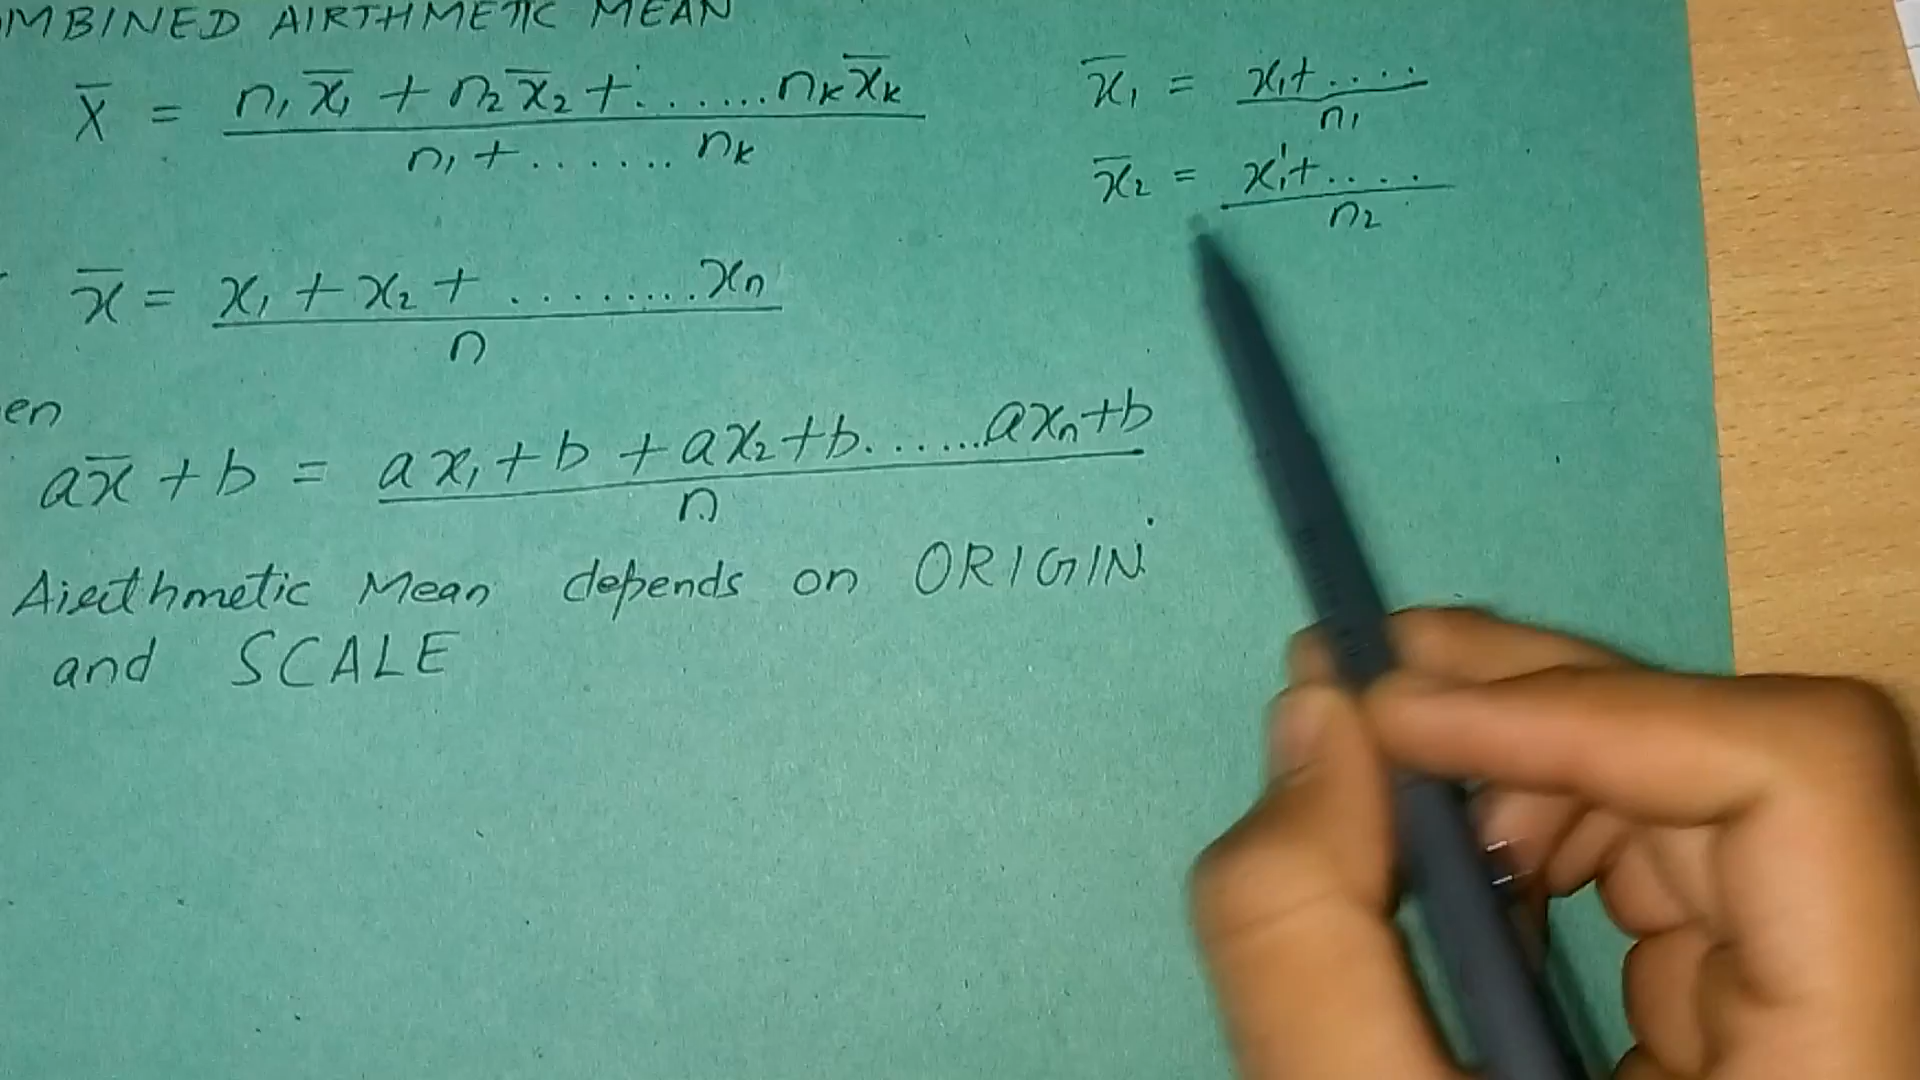 COMBINED AIRTHMETIC MEAN
X̄ = (n₁x̄₁ + n₂x̄₂ + ....... nₖx̄ₖ) / (n₁ + ....... nₖ)
x̄₁ = (x₁ + ....) / n₁
x̄₂ = (x₁' + ....) / n₂
x̄ = (x₁ + x₂ + ......... xₙ) / n
en
ax̄ + b = (ax₁ + b + ax₂ + b ...... axₙ + b) / n
Airthmetic Mean depends on ORIGIN
and SCALE